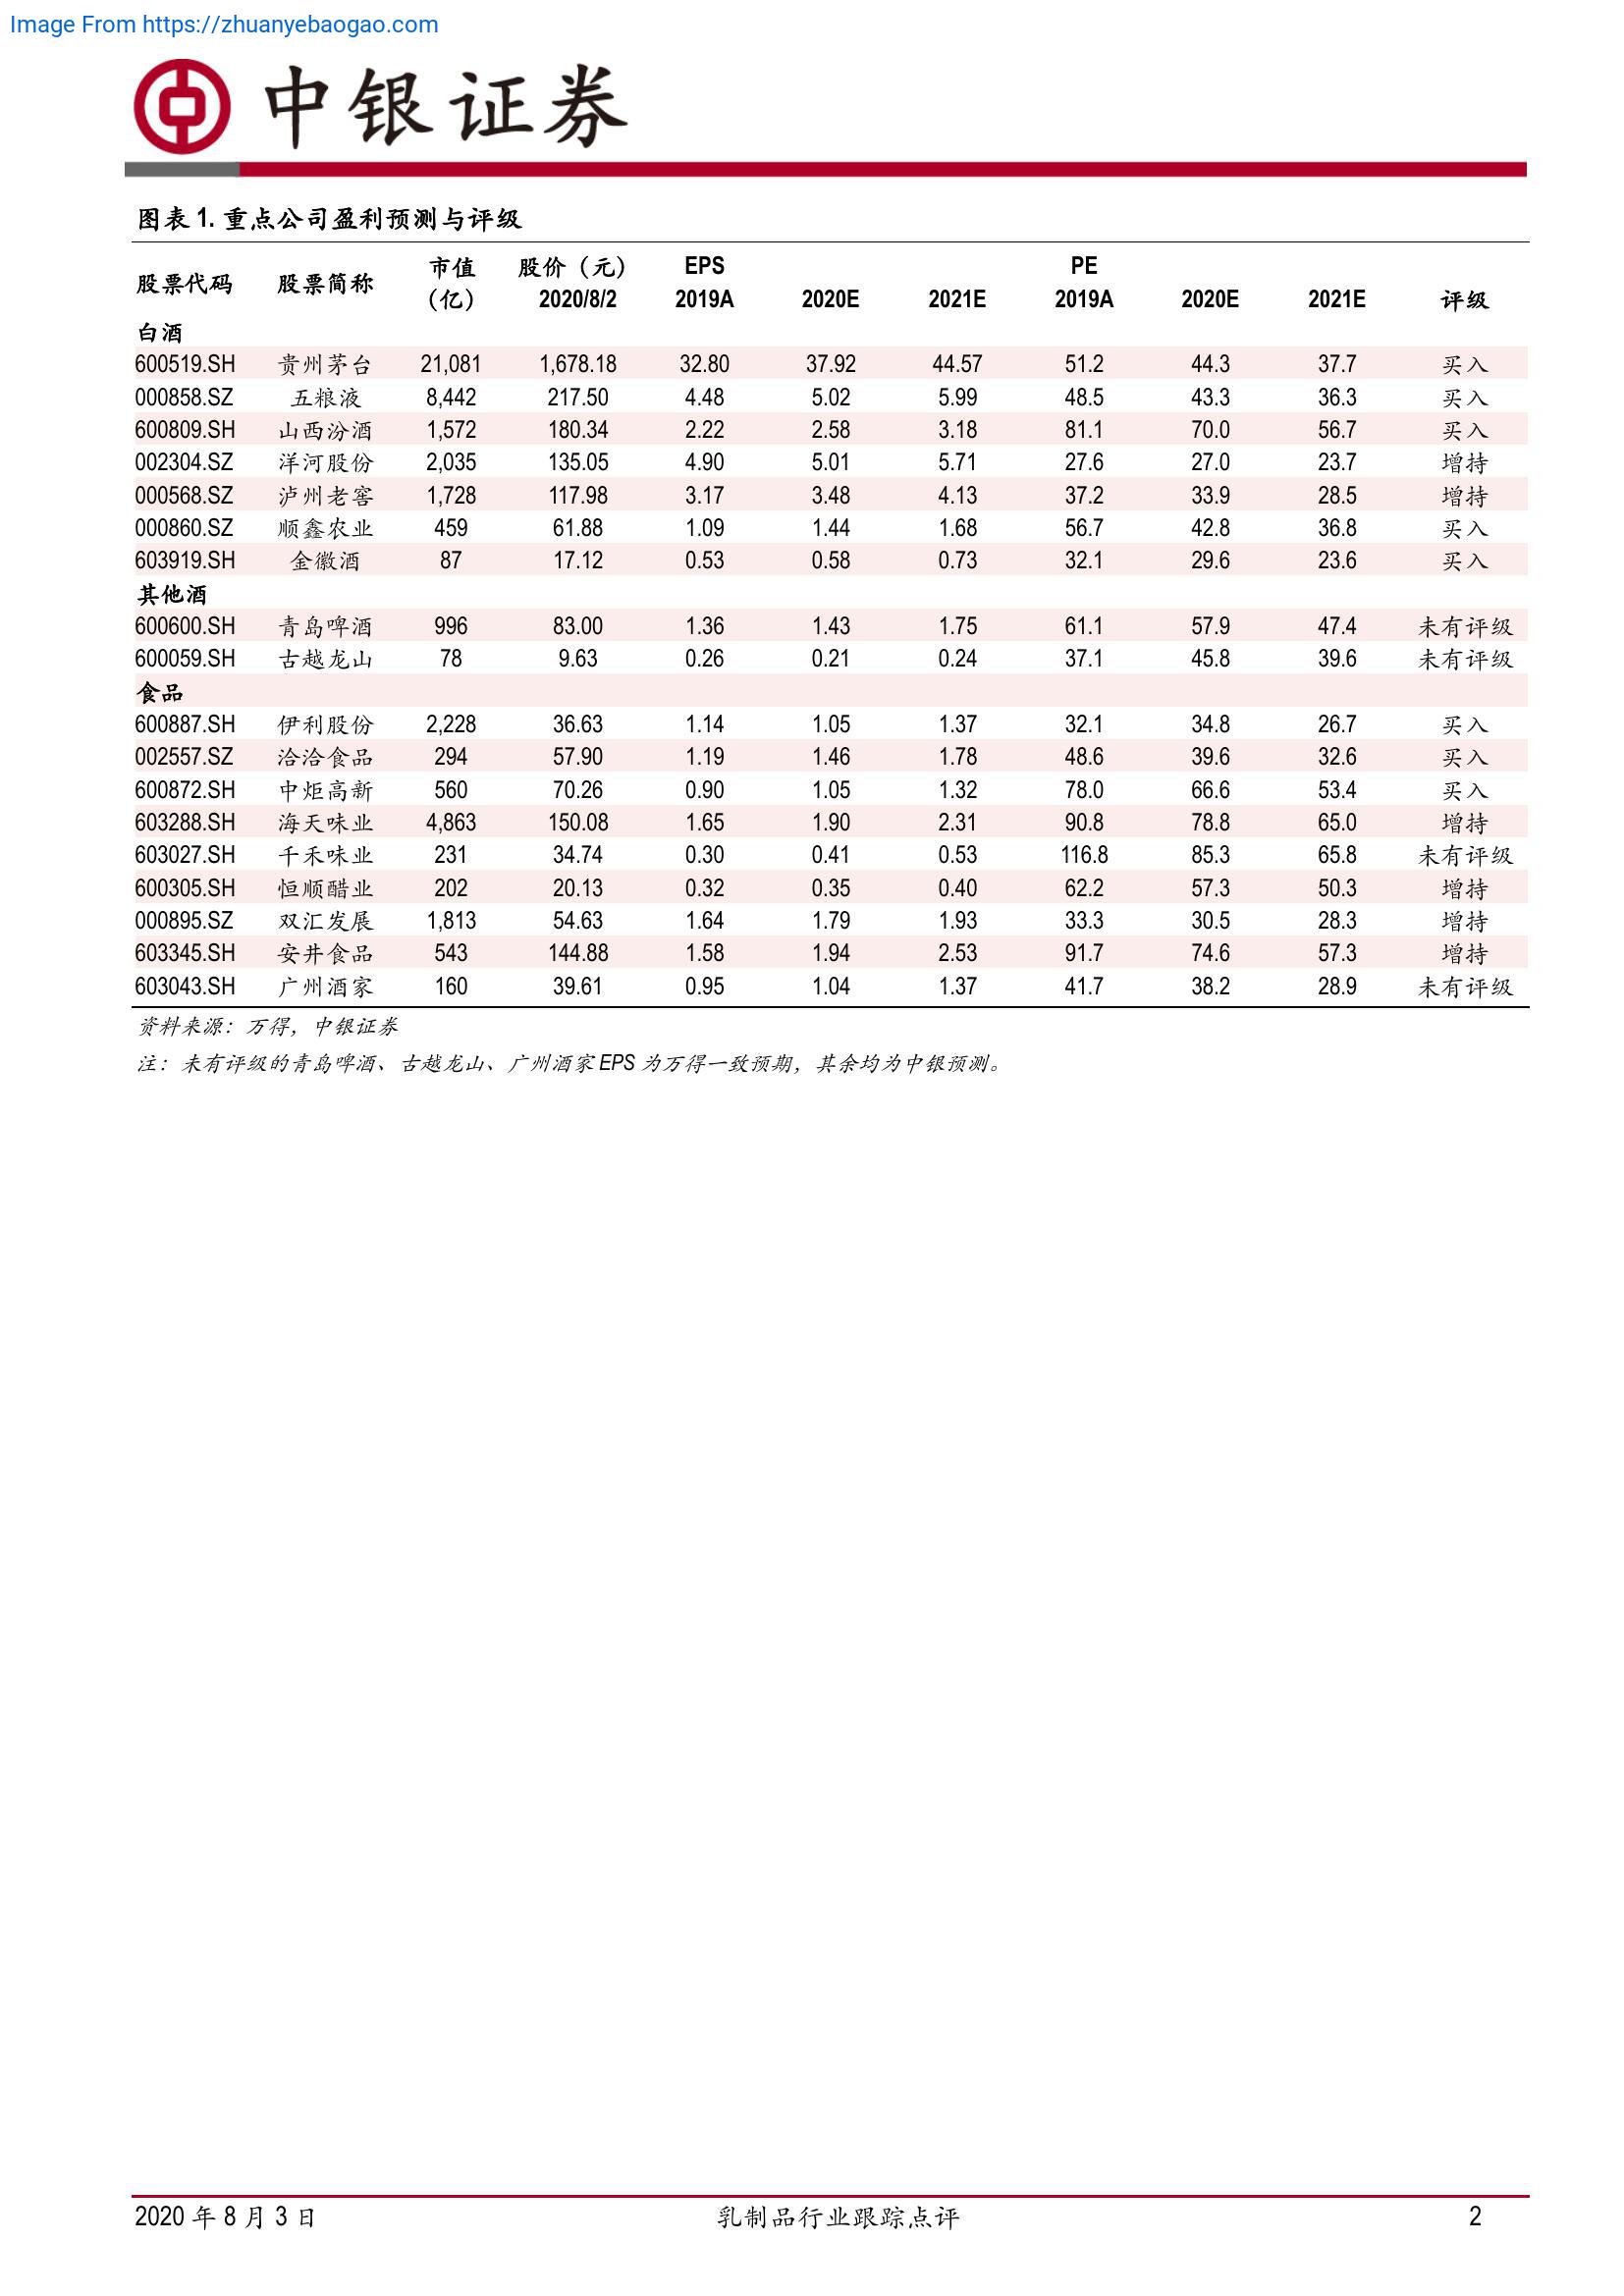 Image From https://zhuanyebaogao.com
中银证券
图表 1. 重点公司盈利预测与评级
股票代码 股票简称 市值（亿） 股价（元） EPS PE 评级
2020/8/2 2019A 2020E 2021E 2019A 2020E 2021E
白酒
600519.SH 贵州茅台 21,081 1,678.18 32.80 37.92 44.57 51.2 44.3 37.7 买入
000858.SZ 五粮液 8,442 217.50 4.48 5.02 5.99 48.5 43.3 36.3 买入
600809.SH 山西汾酒 1,572 180.34 2.22 2.58 3.18 81.1 70.0 56.7 买入
002304.SZ 洋河股份 2,035 135.05 4.90 5.01 5.71 27.6 27.0 23.7 增持
000568.SZ 泸州老窖 1,728 117.98 3.17 3.48 4.13 37.2 33.9 28.5 增持
000860.SZ 顺鑫农业 459 61.88 1.09 1.44 1.68 56.7 42.8 36.8 买入
603919.SH 金徽酒 87 17.12 0.53 0.58 0.73 32.1 29.6 23.6 买入
其他酒
600600.SH 青岛啤酒 996 83.00 1.36 1.43 1.75 61.1 57.9 47.4 未有评级
600059.SH 古越龙山 78 9.63 0.26 0.21 0.24 37.1 45.8 39.6 未有评级
食品
600887.SH 伊利股份 2,228 36.63 1.14 1.05 1.37 32.1 34.8 26.7 买入
002557.SZ 洽洽食品 294 57.90 1.19 1.46 1.78 48.6 39.6 32.6 买入
600872.SH 中炬高新 560 70.26 0.90 1.05 1.32 78.0 66.6 53.4 买入
603288.SH 海天味业 4,863 150.08 1.65 1.90 2.31 90.8 78.8 65.0 增持
603027.SH 千禾味业 231 34.74 0.30 0.41 0.53 116.8 85.3 65.8 未有评级
600305.SH 恒顺醋业 202 20.13 0.32 0.35 0.40 62.2 57.3 50.3 增持
000895.SZ 双汇发展 1,813 54.63 1.64 1.79 1.93 33.3 30.5 28.3 增持
603345.SH 安井食品 543 144.88 1.58 1.94 2.53 91.7 74.6 57.3 增持
603043.SH 广州酒家 160 39.61 0.95 1.04 1.37 41.7 38.2 28.9 未有评级
资料来源：万得，中银证券
注：未有评级的青岛啤酒、古越龙山、广州酒家EPS 为万得一致预期，其余均为中银预测。
2020 年 8 月 3 日 乳制品行业跟踪点评 2